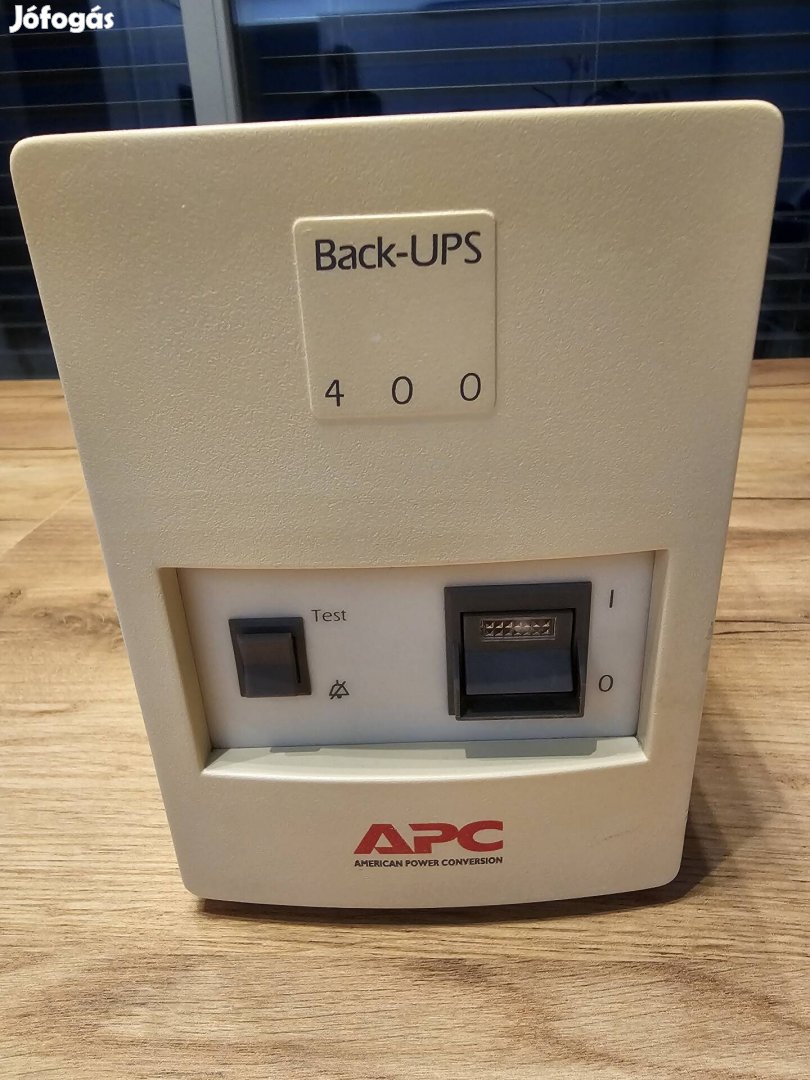 Jófogás
Back-UPS
4 0 0
Test
I
0
APC
AMERICAN POWER CONVERSION